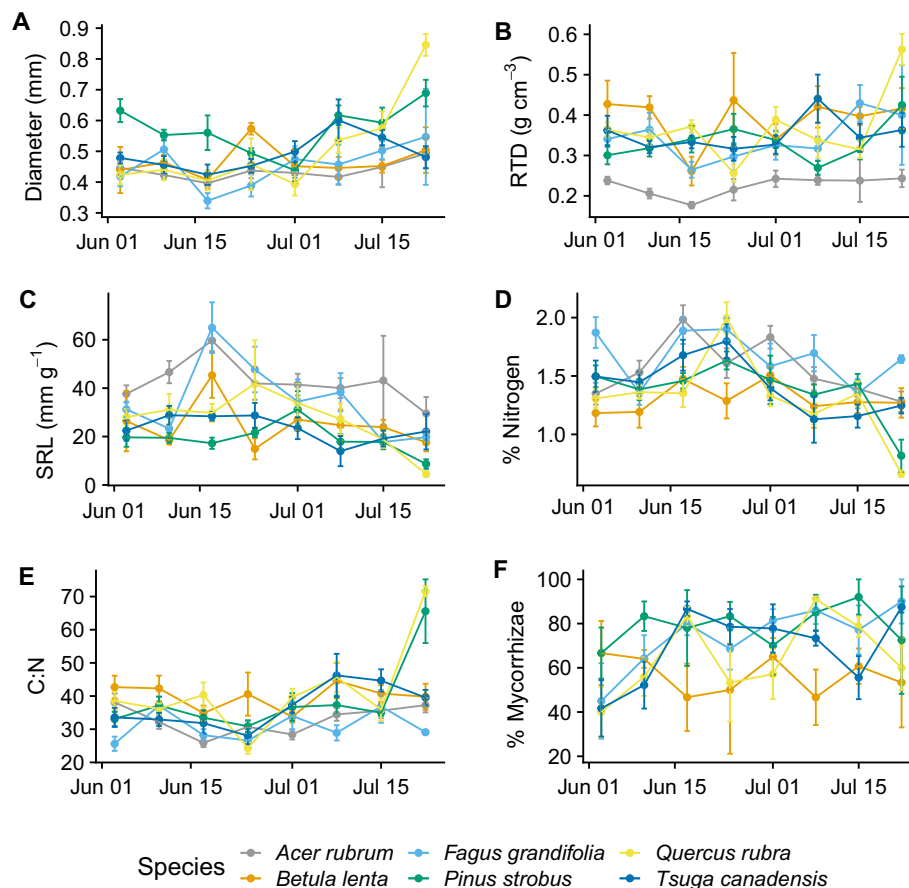 A
B
Diameter (mm)
0.9
0.8
0.7
0.6
0.5
0.4
0.3
Jun 01 Jun 15 Jul 01 Jul 15
RTD (g cm⁻³)
0.6
0.5
0.4
0.3
0.2
Jun 01 Jun 15 Jul 01 Jul 15
C
D
SRL (mm g⁻¹)
60
40
20
0
Jun 01 Jun 15 Jul 01 Jul 15
% Nitrogen
2.0
1.5
1.0
Jun 01 Jun 15 Jul 01 Jul 15
E
F
C:N
70
60
50
40
30
20
Jun 01 Jun 15 Jul 01 Jul 15
% Mycorrhizae
100
80
60
40
20
Jun 01 Jun 15 Jul 01 Jul 15
Species
Acer rubrum Fagus grandifolia Quercus rubra
Betula lenta Pinus strobus Tsuga canadensis